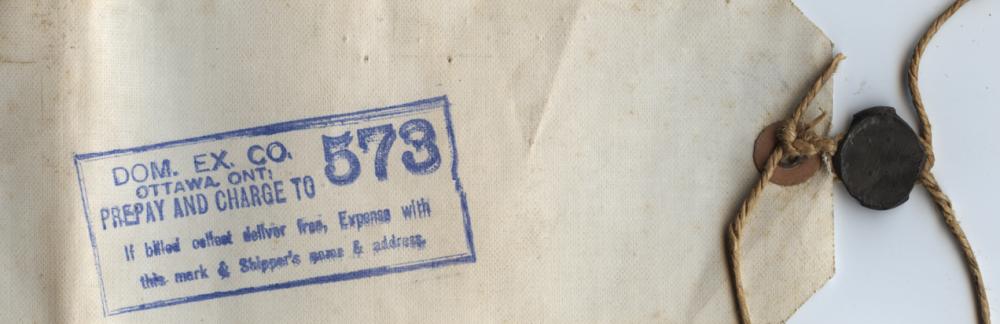 DOM. EX. CO. 573
OTTAWA, ONT.
PREPAY AND CHARGE TO
If billed collect deliver free, Expense with
this mark & Shipper's name & address.